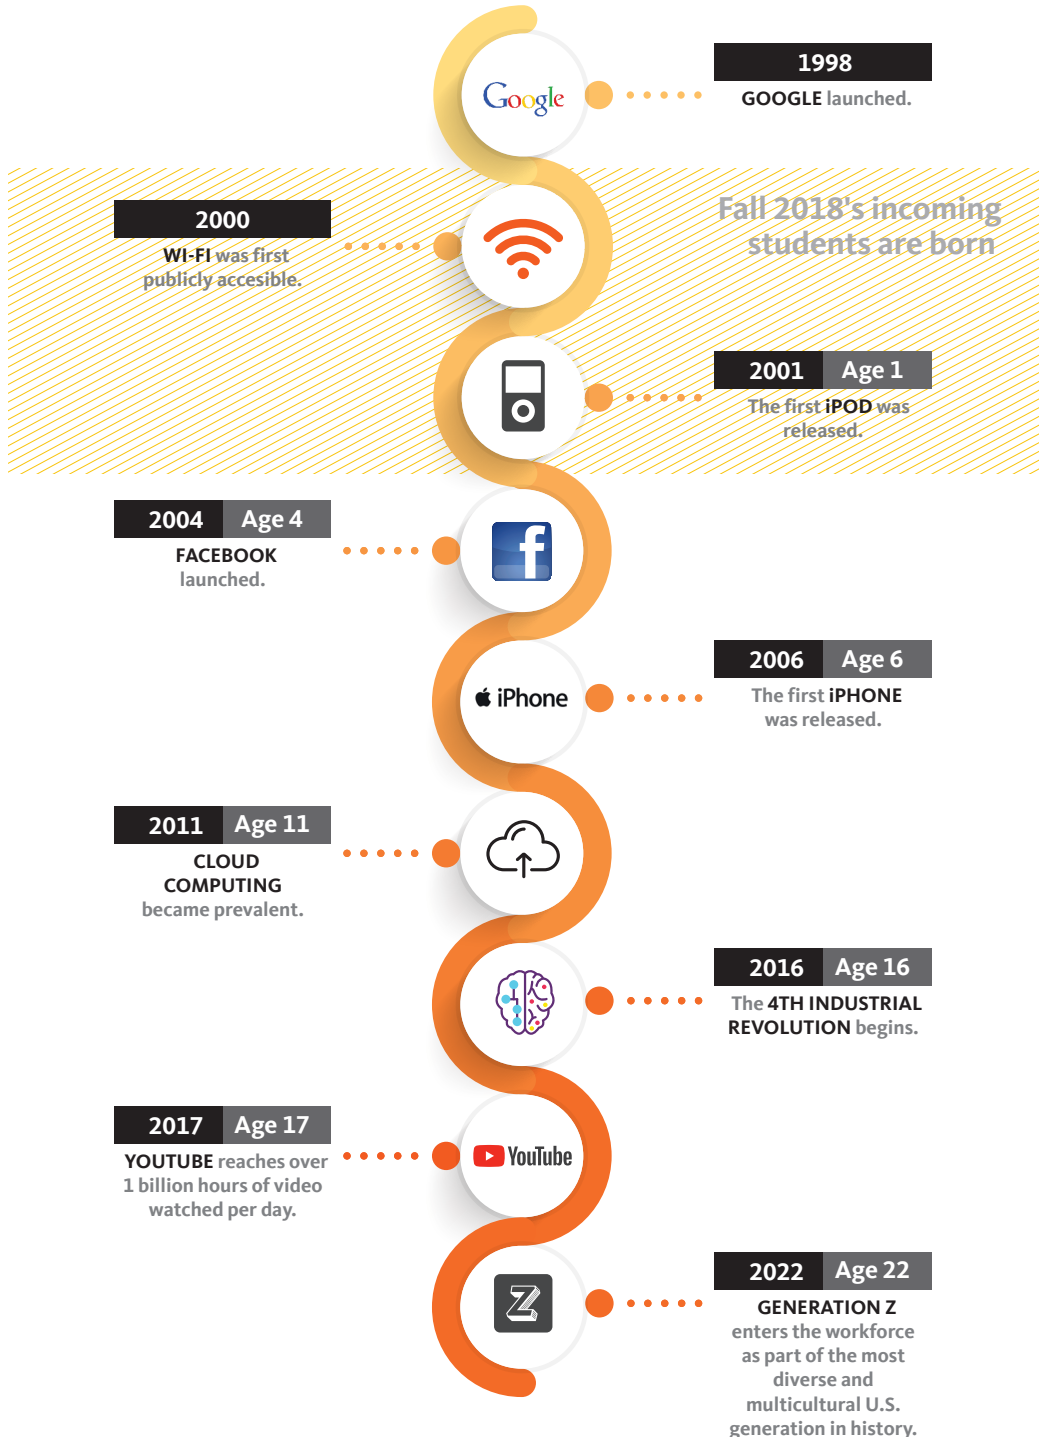 Google
1998
GOOGLE launched.
Fall 2018's incoming
students are born
2000
WI-FI was first
publicly accesible.
2001 Age 1
The first iPOD was
released.
2004 Age 4
FACEBOOK
launched.
f
2006 Age 6
The first iPHONE
was released.
iPhone
2011 Age 11
CLOUD
COMPUTING
became prevalent.
2016 Age 16
The 4TH INDUSTRIAL
REVOLUTION begins.
2017 Age 17
YOUTUBE reaches over
1 billion hours of video
watched per day.
YouTube
Z
2022 Age 22
GENERATION Z
enters the workforce
as part of the most
diverse and
multicultural U.S.
generation in history.